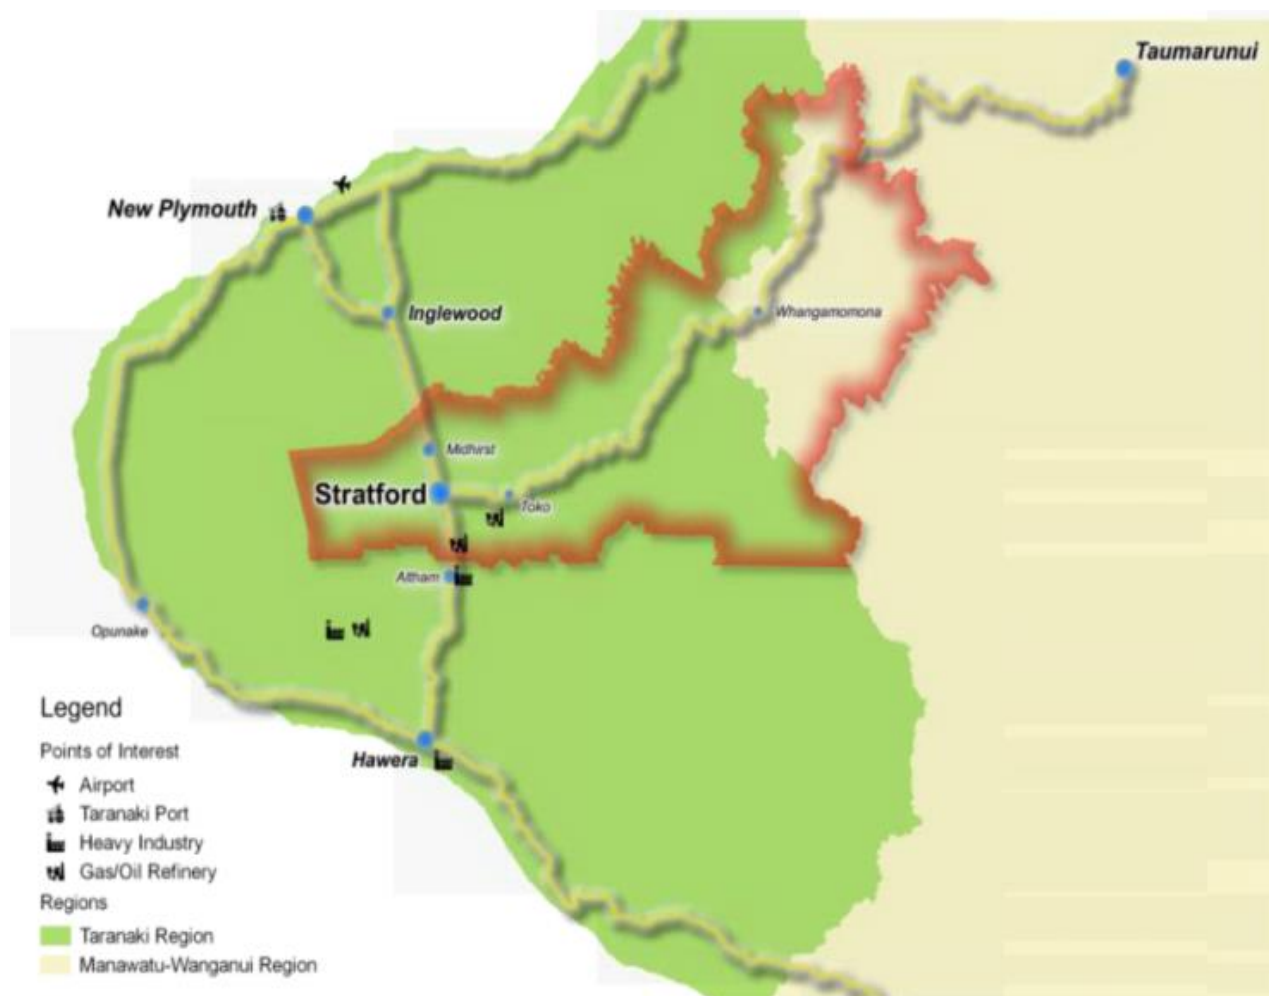 Taumarunui
New Plymouth
Inglewood
Whangamomona
Midhirst
Stratford
Toko
Altham
Opunake
Hawera
Legend
Points of Interest
Airport
Taranaki Port
Heavy Industry
Gas/Oil Refinery
Regions
Taranaki Region
Manawatu-Wanganui Region